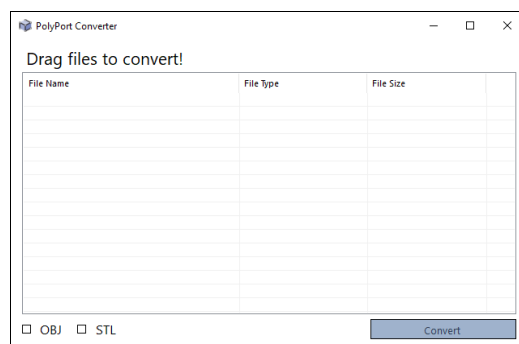 PolyPort Converter
Drag files to convert!
File Name File Type File Size
OBJ STL Convert